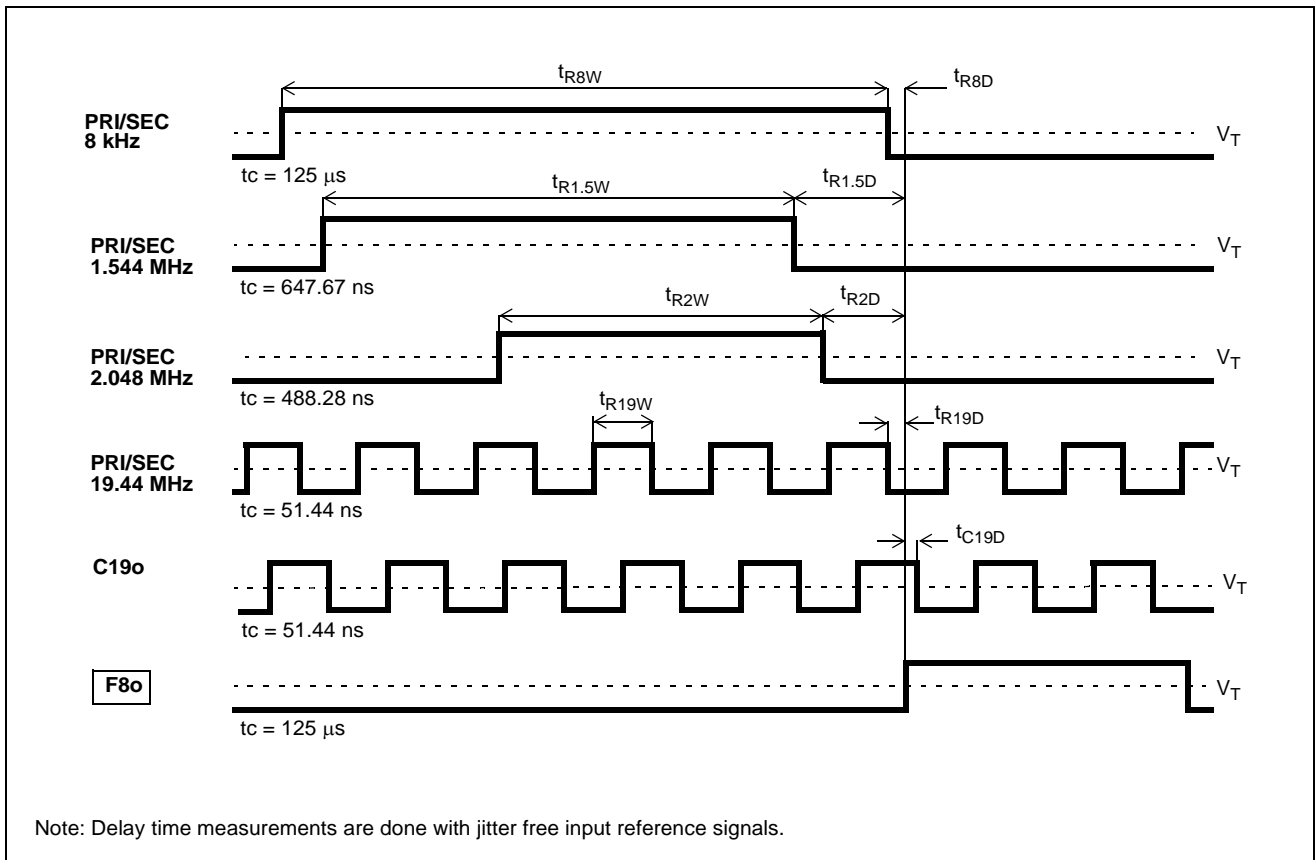 tR8W
tR8D
PRI/SEC
8 kHz
VT
tc = 125 μs
tR1.5W
tR1.5D
PRI/SEC
1.544 MHz
VT
tc = 647.67 ns
tR2W
tR2D
PRI/SEC
2.048 MHz
VT
tc = 488.28 ns
tR19W
tR19D
PRI/SEC
19.44 MHz
VT
tc = 51.44 ns
tC19D
C19o
VT
tc = 51.44 ns
F8o
VT
tc = 125 μs
Note: Delay time measurements are done with jitter free input reference signals.